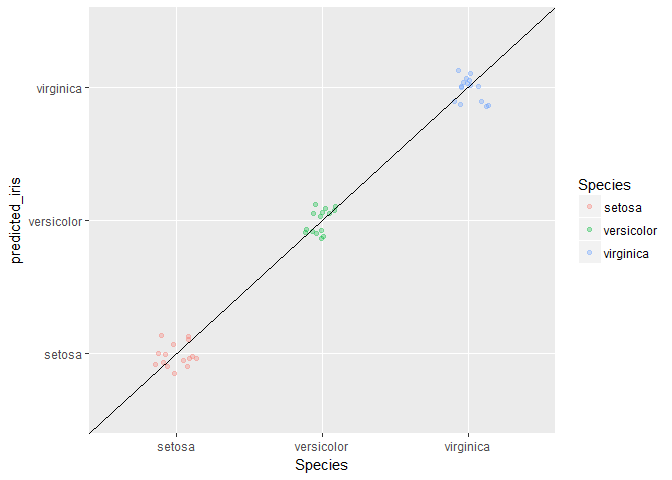 virginica
versicolor
setosa
predicted_iris
setosa
versicolor
virginica
Species
Species
setosa
versicolor
virginica